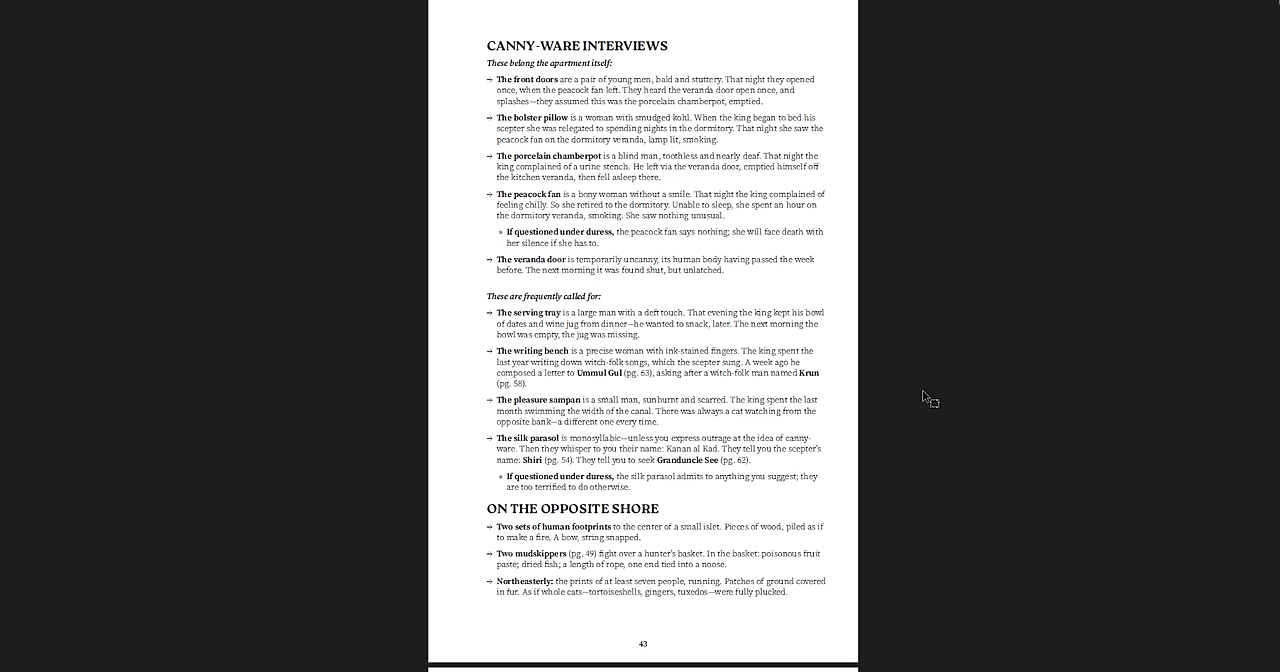 CANNY-WARE INTERVIEWS
These belong the apartment itself:
→ The front doors are a pair of young men, bald and stuttery. That night they opened
once, when the peacock fan left. They heard the veranda door open once, and
splashes—they assumed this was the porcelain chamberpot, emptied.
→ The bolster pillow is a woman with smudged kohl. When the king began to bed his
scepter she was relegated to spending nights in the dormitory. That night she saw the
peacock fan on the dormitory veranda, lamp lit, smoking.
→ The porcelain chamberpot is a blind man, toothless and nearly deaf. That night the
king complained of a urine stench. He left via the veranda door, emptied himself off
the kitchen veranda, then fell asleep there.
→ The peacock fan is a bony woman without a smile. That night the king complained of
feeling chilly. So she retired to the dormitory. Unable to sleep, she spent an hour on
the dormitory veranda, smoking. She saw nothing unusual.
» If questioned under duress, the peacock fan says nothing; she will face death with
her silence if she has to.
→ The veranda door is temporarily uncanny, its human body having passed the week
before. The next morning it was found shut, but unlatched.
These are frequently called for:
→ The serving tray is a large man with a deft touch. That evening the king kept his bowl
of dates and wine jug from dinner—he wanted to snack, later. The next morning the
bowl was empty, the jug was missing.
→ The writing bench is a precise woman with ink-stained fingers. The king spent the
last year writing down witch-folk songs, which the scepter sung. A week ago he
composed a letter to Ummul Gul (pg. 63), asking after a witch-folk man named Krun
(pg. 58).
→ The pleasure sampan is a small man, sunburnt and scarred. The king spent the last
month swimming the width of the canal. There was always a cat watching from the
opposite bank—a different one every time.
→ The silk parasol is monosyllabic—unless you express outrage at the idea of canny-
ware. Then they whisper to you their name: Kanan al Kad. They tell you the scepter's
name: Shiri (pg. 54). They tell you to seek Granduncle See (pg. 62).
» If questioned under duress, the silk parasol admits to anything you suggest; they
are too terrified to do otherwise.
ON THE OPPOSITE SHORE
→ Two sets of human footprints to the center of a small islet. Pieces of wood, piled as if
to make a fire. A bow, string snapped.
→ Two mudskippers (pg. 49) fight over a hunter's basket. In the basket: poisonous fruit
paste; dried fish; a length of rope, one end tied into a noose.
→ Northeasterly: the prints of at least seven people, running. Patches of ground covered
in fur. As if whole cats—tortoiseshells, gingers, tuxedos—were fully plucked.
43